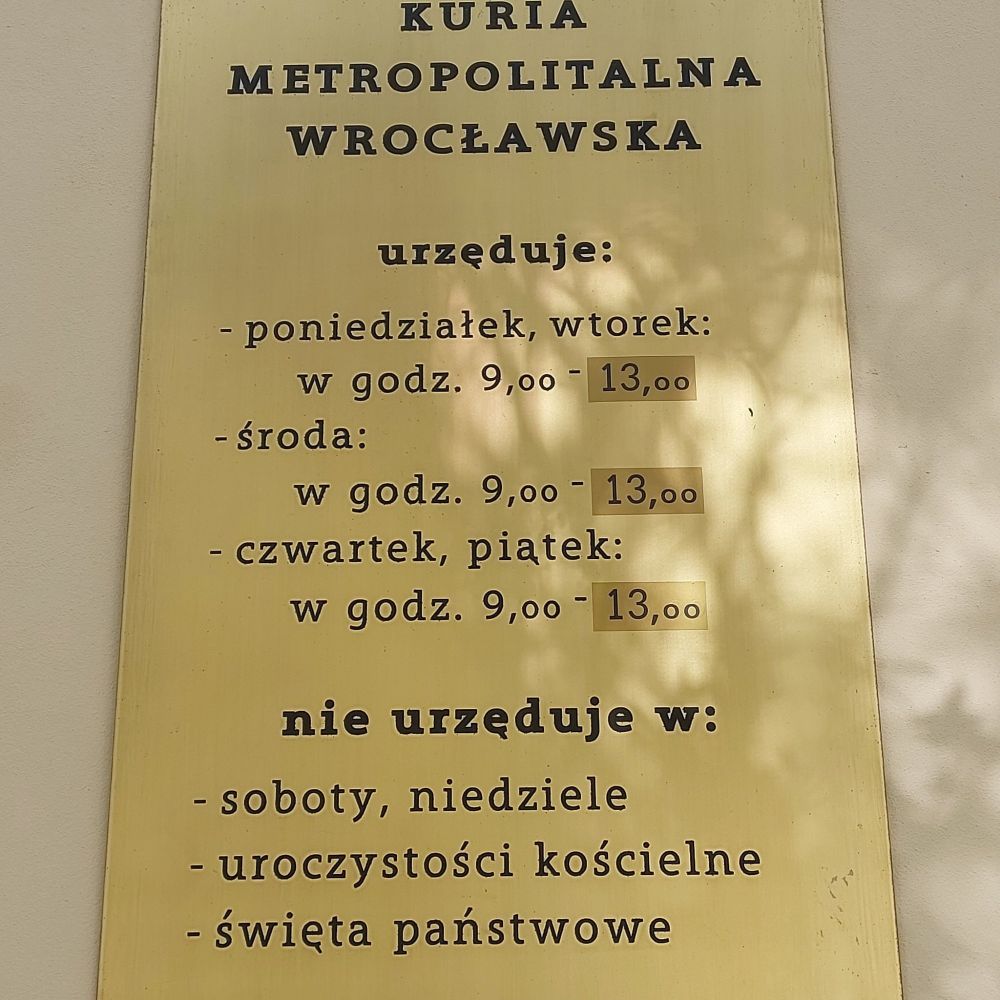 KURIA
METROPOLITALNA
WROCŁAWSKA
urzęduje:
- poniedziałek, wtorek:
w godz. 9,00 - 13,00
- środa:
w godz. 9,00 - 13,00
- czwartek, piątek:
w godz. 9,00 - 13,00
nie urzęduje w:
- soboty, niedziele
- uroczystości kościelne
- święta państwowe